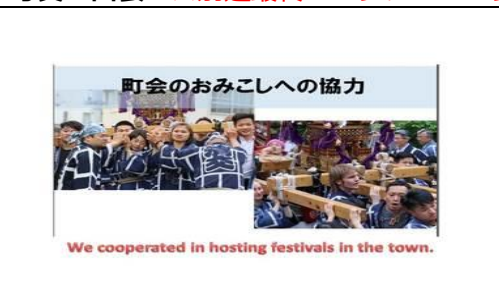 町会のおみこしへの協力
We cooperated in hosting festivals in the town.